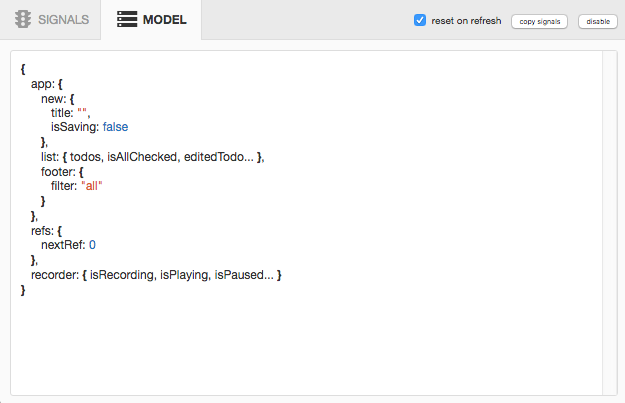 SIGNALS MODEL reset on refresh copy signals disable
{
app: {
new: {
title: "",
isSaving: false
},
list: { todos, isAllChecked, editedTodo... },
footer: {
filter: "all"
}
},
refs: {
nextRef: 0
},
recorder: { isRecording, isPlaying, isPaused... }
}